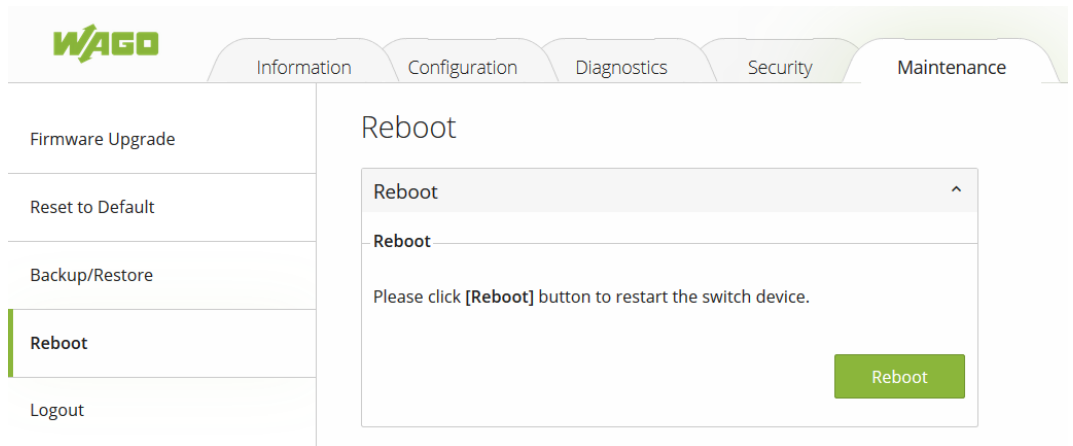 WAGO
Information Configuration Diagnostics Security Maintenance
Firmware Upgrade
Reset to Default
Backup/Restore
Reboot
Logout
Reboot
Reboot
Reboot
Please click [Reboot] button to restart the switch device.
Reboot